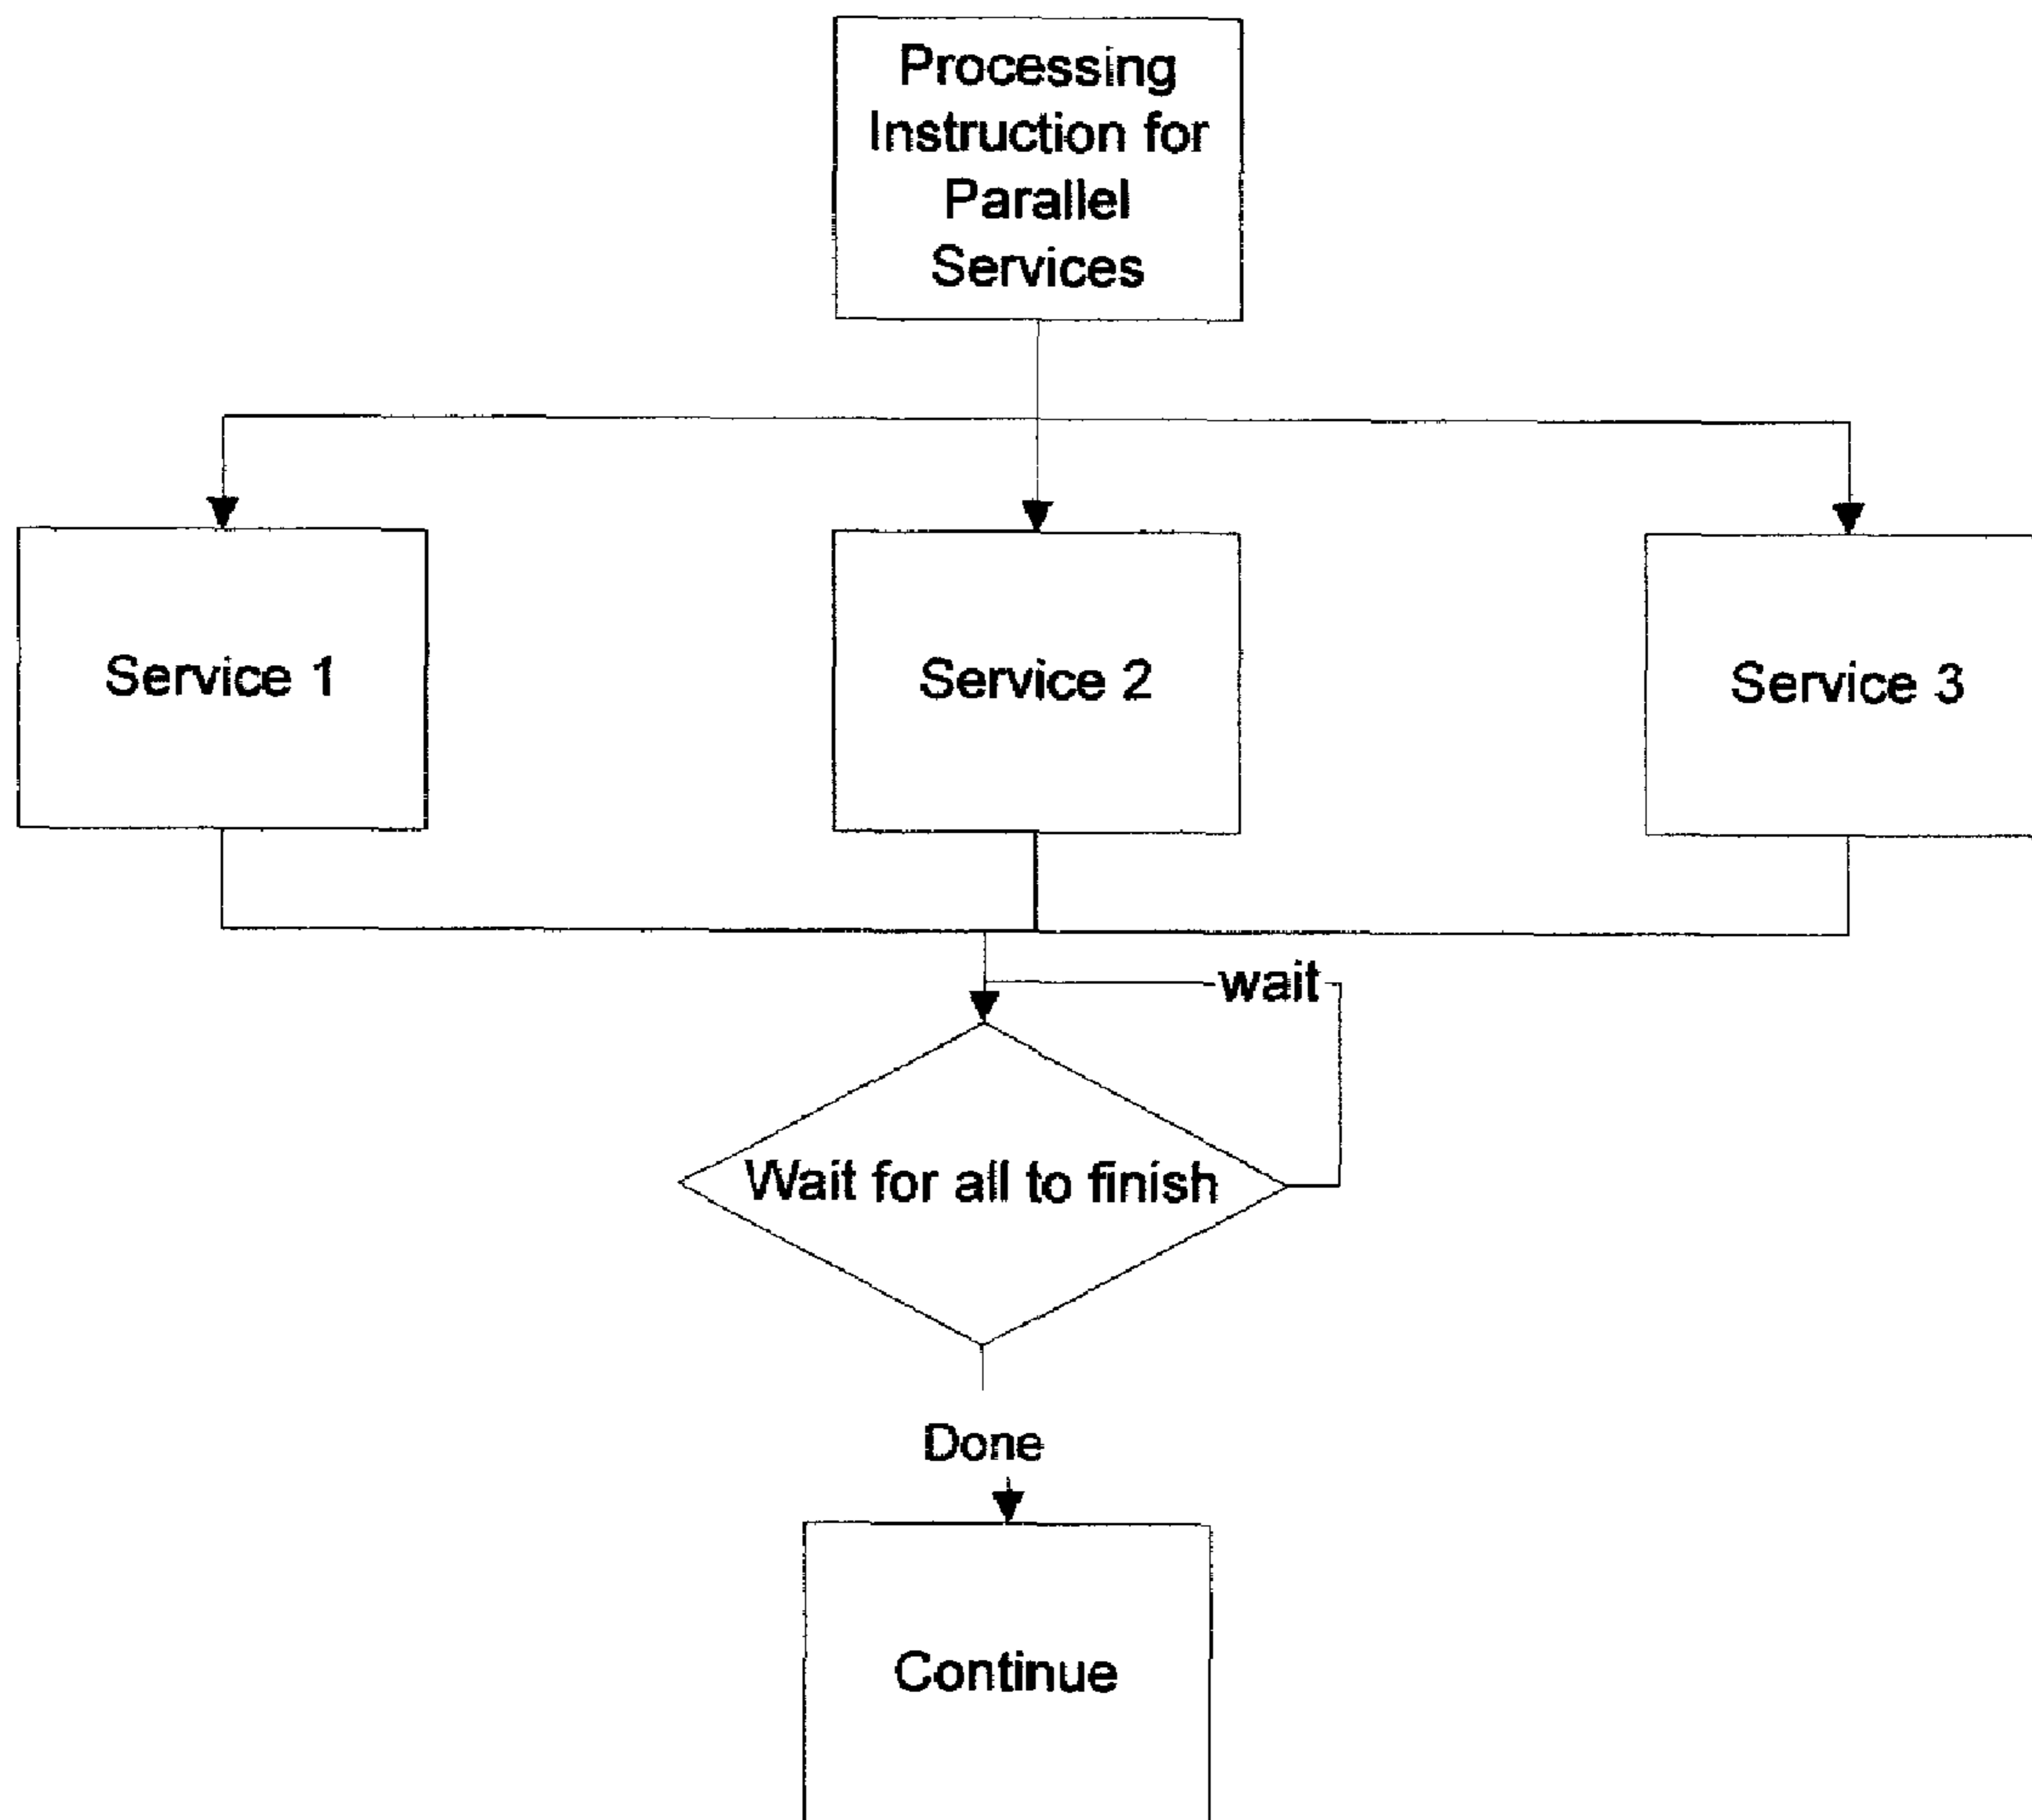 Processing
Instruction for
Parallel
Services
Service 1
Service 2
Service 3
wait
Wait for all to finish
Done
Continue